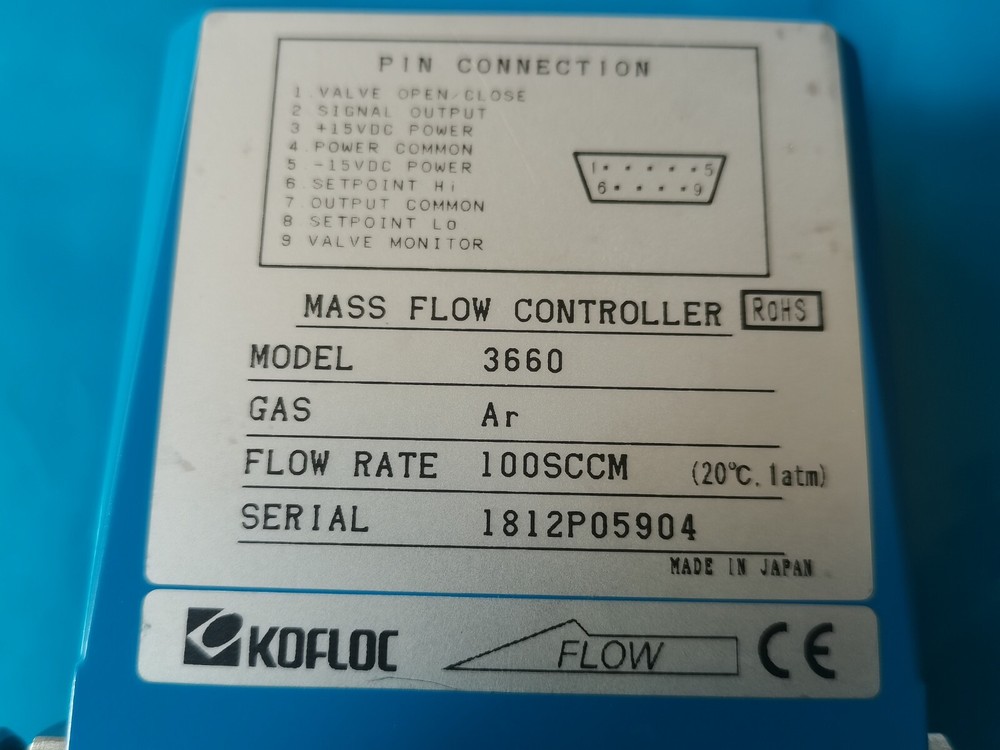 PIN CONNECTION
1 VALVE OPEN/CLOSE
2 SIGNAL OUTPUT
3 +15VDC POWER
4 POWER COMMON
5 -15VDC POWER
6 SETPOINT Hi
7 OUTPUT COMMON
8 SETPOINT Lo
9 VALVE MONITOR
1 5
6 9
MASS FLOW CONTROLLER RoHS
MODEL 3660
GAS Ar
FLOW RATE 100SCCM (20℃. 1atm)
SERIAL 1812P05904
MADE IN JAPAN
KOFLOC FLOW CE